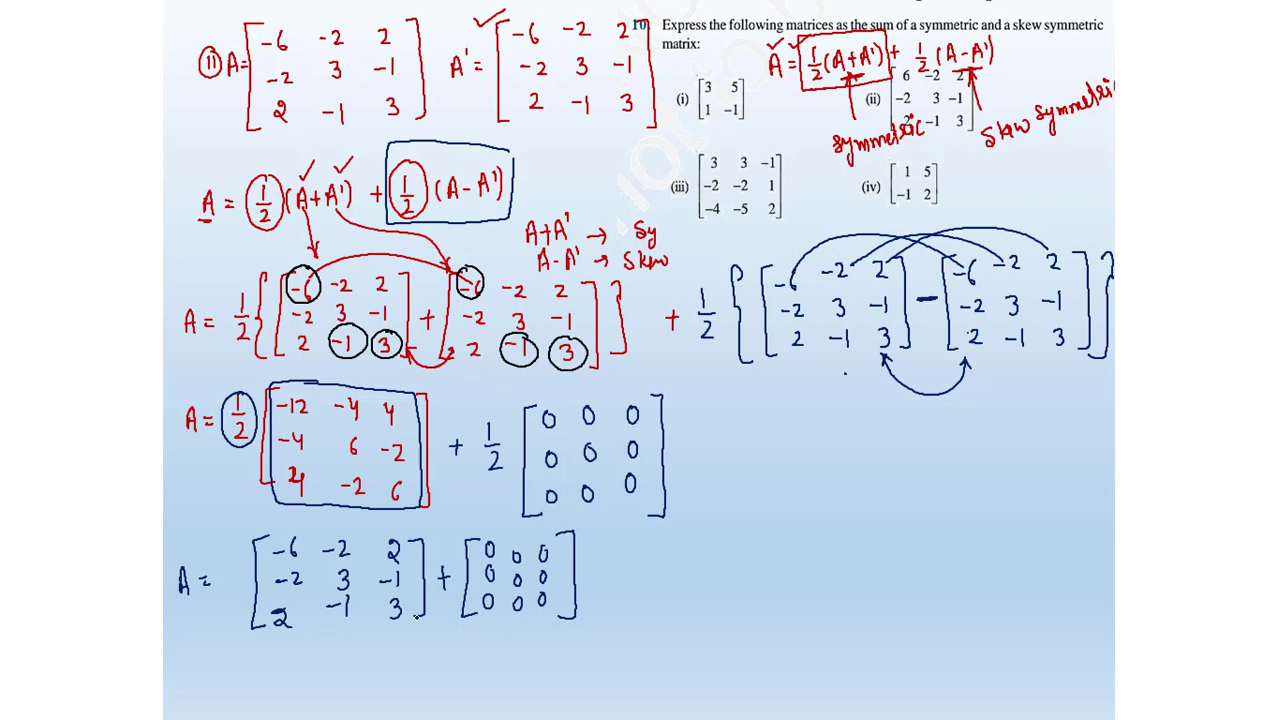 10. Express the following matrices as the sum of a symmetric and a skew symmetric
matrix:
A = 1/2 (A+A') + 1/2 (A-A')
symmetric
Skew symmetric
(i) [3 5
1 -1]
(ii) [6 -2 2
-2 3 -1
2 -1 3]
(iii) [3 3 -1
-2 -2 1
-4 -5 2]
(iv) [1 5
-1 2]
(ii) A = [-6 -2 2
-2 3 -1
2 -1 3]
A' = [-6 -2 2
-2 3 -1
2 -1 3]
A = 1/2 (A+A') + 1/2 (A-A')
A+A' → Sy
A-A' → Skew
A = 1/2 { [-6 -2 2
-2 3 -1
2 -1 3] + [-6 -2 2
-2 3 -1
2 -1 3] } + 1/2 { [-6 -2 2
-2 3 -1
2 -1 3] - [-6 -2 2
-2 3 -1
2 -1 3] }
A = 1/2 [-12 -4 4
-4 6 -2
4 -2 6] + 1/2 [0 0 0
0 0 0
0 0 0]
A = [-6 -2 2
-2 3 -1
2 -1 3] + [0 0 0
0 0 0
0 0 0]